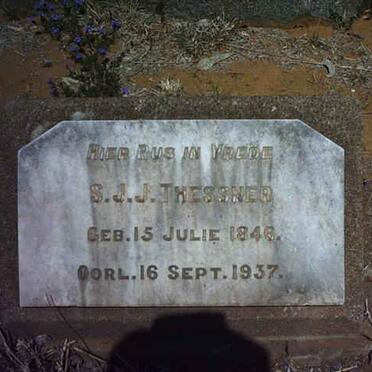 HIER RUS IN VREDE
S.J.J. THESSNER
GEB. 15 JULIE 1846.
OORL. 16 SEPT. 1937.